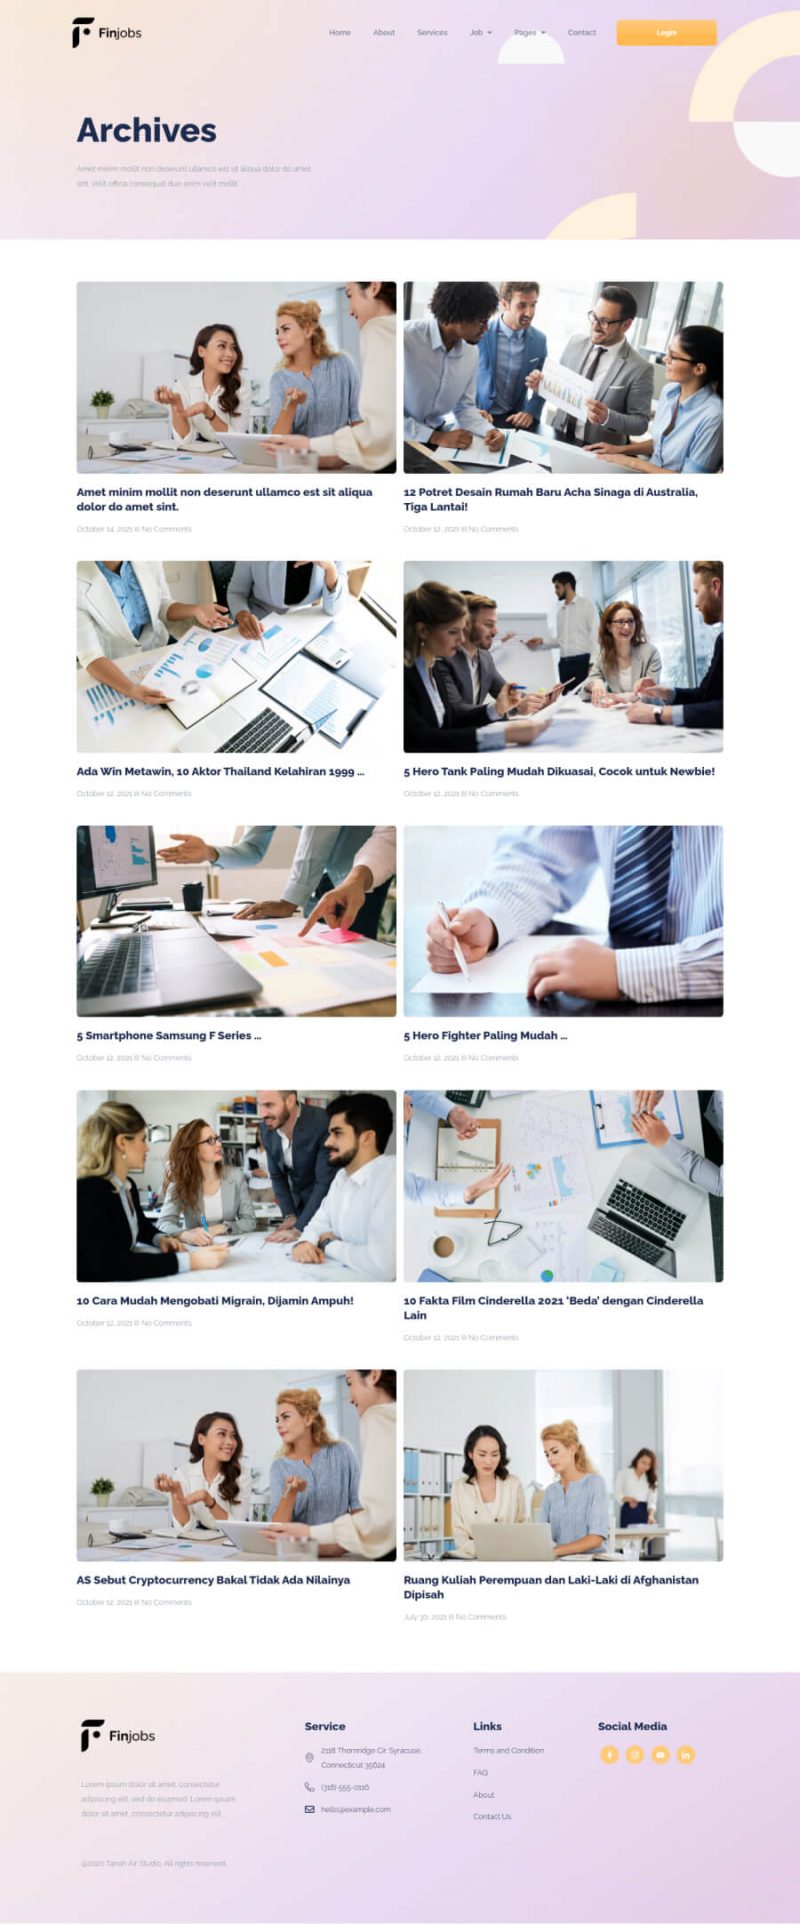 Finjobs
Home About Services Job Pages Contact Login
Archives
Amet minim mollit non deserunt ullamco est sit aliqua dolor do amet
sint. Velit officia consequat duis enim velit mollit.
Amet minim mollit non deserunt ullamco est sit aliqua
dolor do amet sint.
October 14, 2021 /// No Comments
12 Potret Desain Rumah Baru Acha Sinaga di Australia,
Tiga Lantai!
October 12, 2021 /// No Comments
Ada Win Metawin, 10 Aktor Thailand Kelahiran 1999 ...
October 12, 2021 /// No Comments
5 Hero Tank Paling Mudah Dikuasai, Cocok untuk Newbie!
October 12, 2021 /// No Comments
5 Smartphone Samsung F Series ...
October 12, 2021 /// No Comments
5 Hero Fighter Paling Mudah ...
October 12, 2021 /// No Comments
10 Cara Mudah Mengobati Migrain, Dijamin Ampuh!
October 12, 2021 /// No Comments
10 Fakta Film Cinderella 2021 ‘Beda’ dengan Cinderella
Lain
October 12, 2021 /// No Comments
AS Sebut Cryptocurrency Bakal Tidak Ada Nilainya
October 12, 2021 /// No Comments
Ruang Kuliah Perempuan dan Laki-Laki di Afghanistan
Dipisah
July 30, 2021 /// No Comments
Finjobs
Lorem ipsum dolor sit amet, consectetur
adipiscing elit, sed do eiusmod. Lorem ipsum
dolor sit amet, consectetur adipiscing elit
@2020 Tanah Air Studio, All rights reserved.
Service
2118 Thornridge Cir. Syracuse,
Connecticut 35624
(316) 555-0116
hello@example.com
Links
Terms and Condition
FAQ
About
Contact Us
Social Media